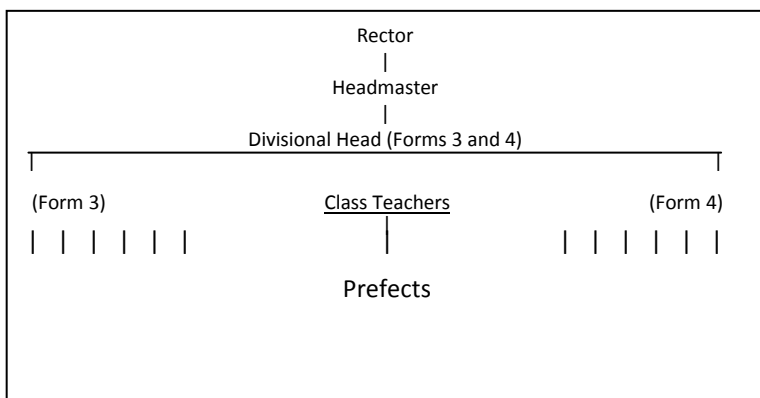 Rector
Headmaster
Divisional Head (Forms 3 and 4)
(Form 3) Class Teachers (Form 4)
Prefects